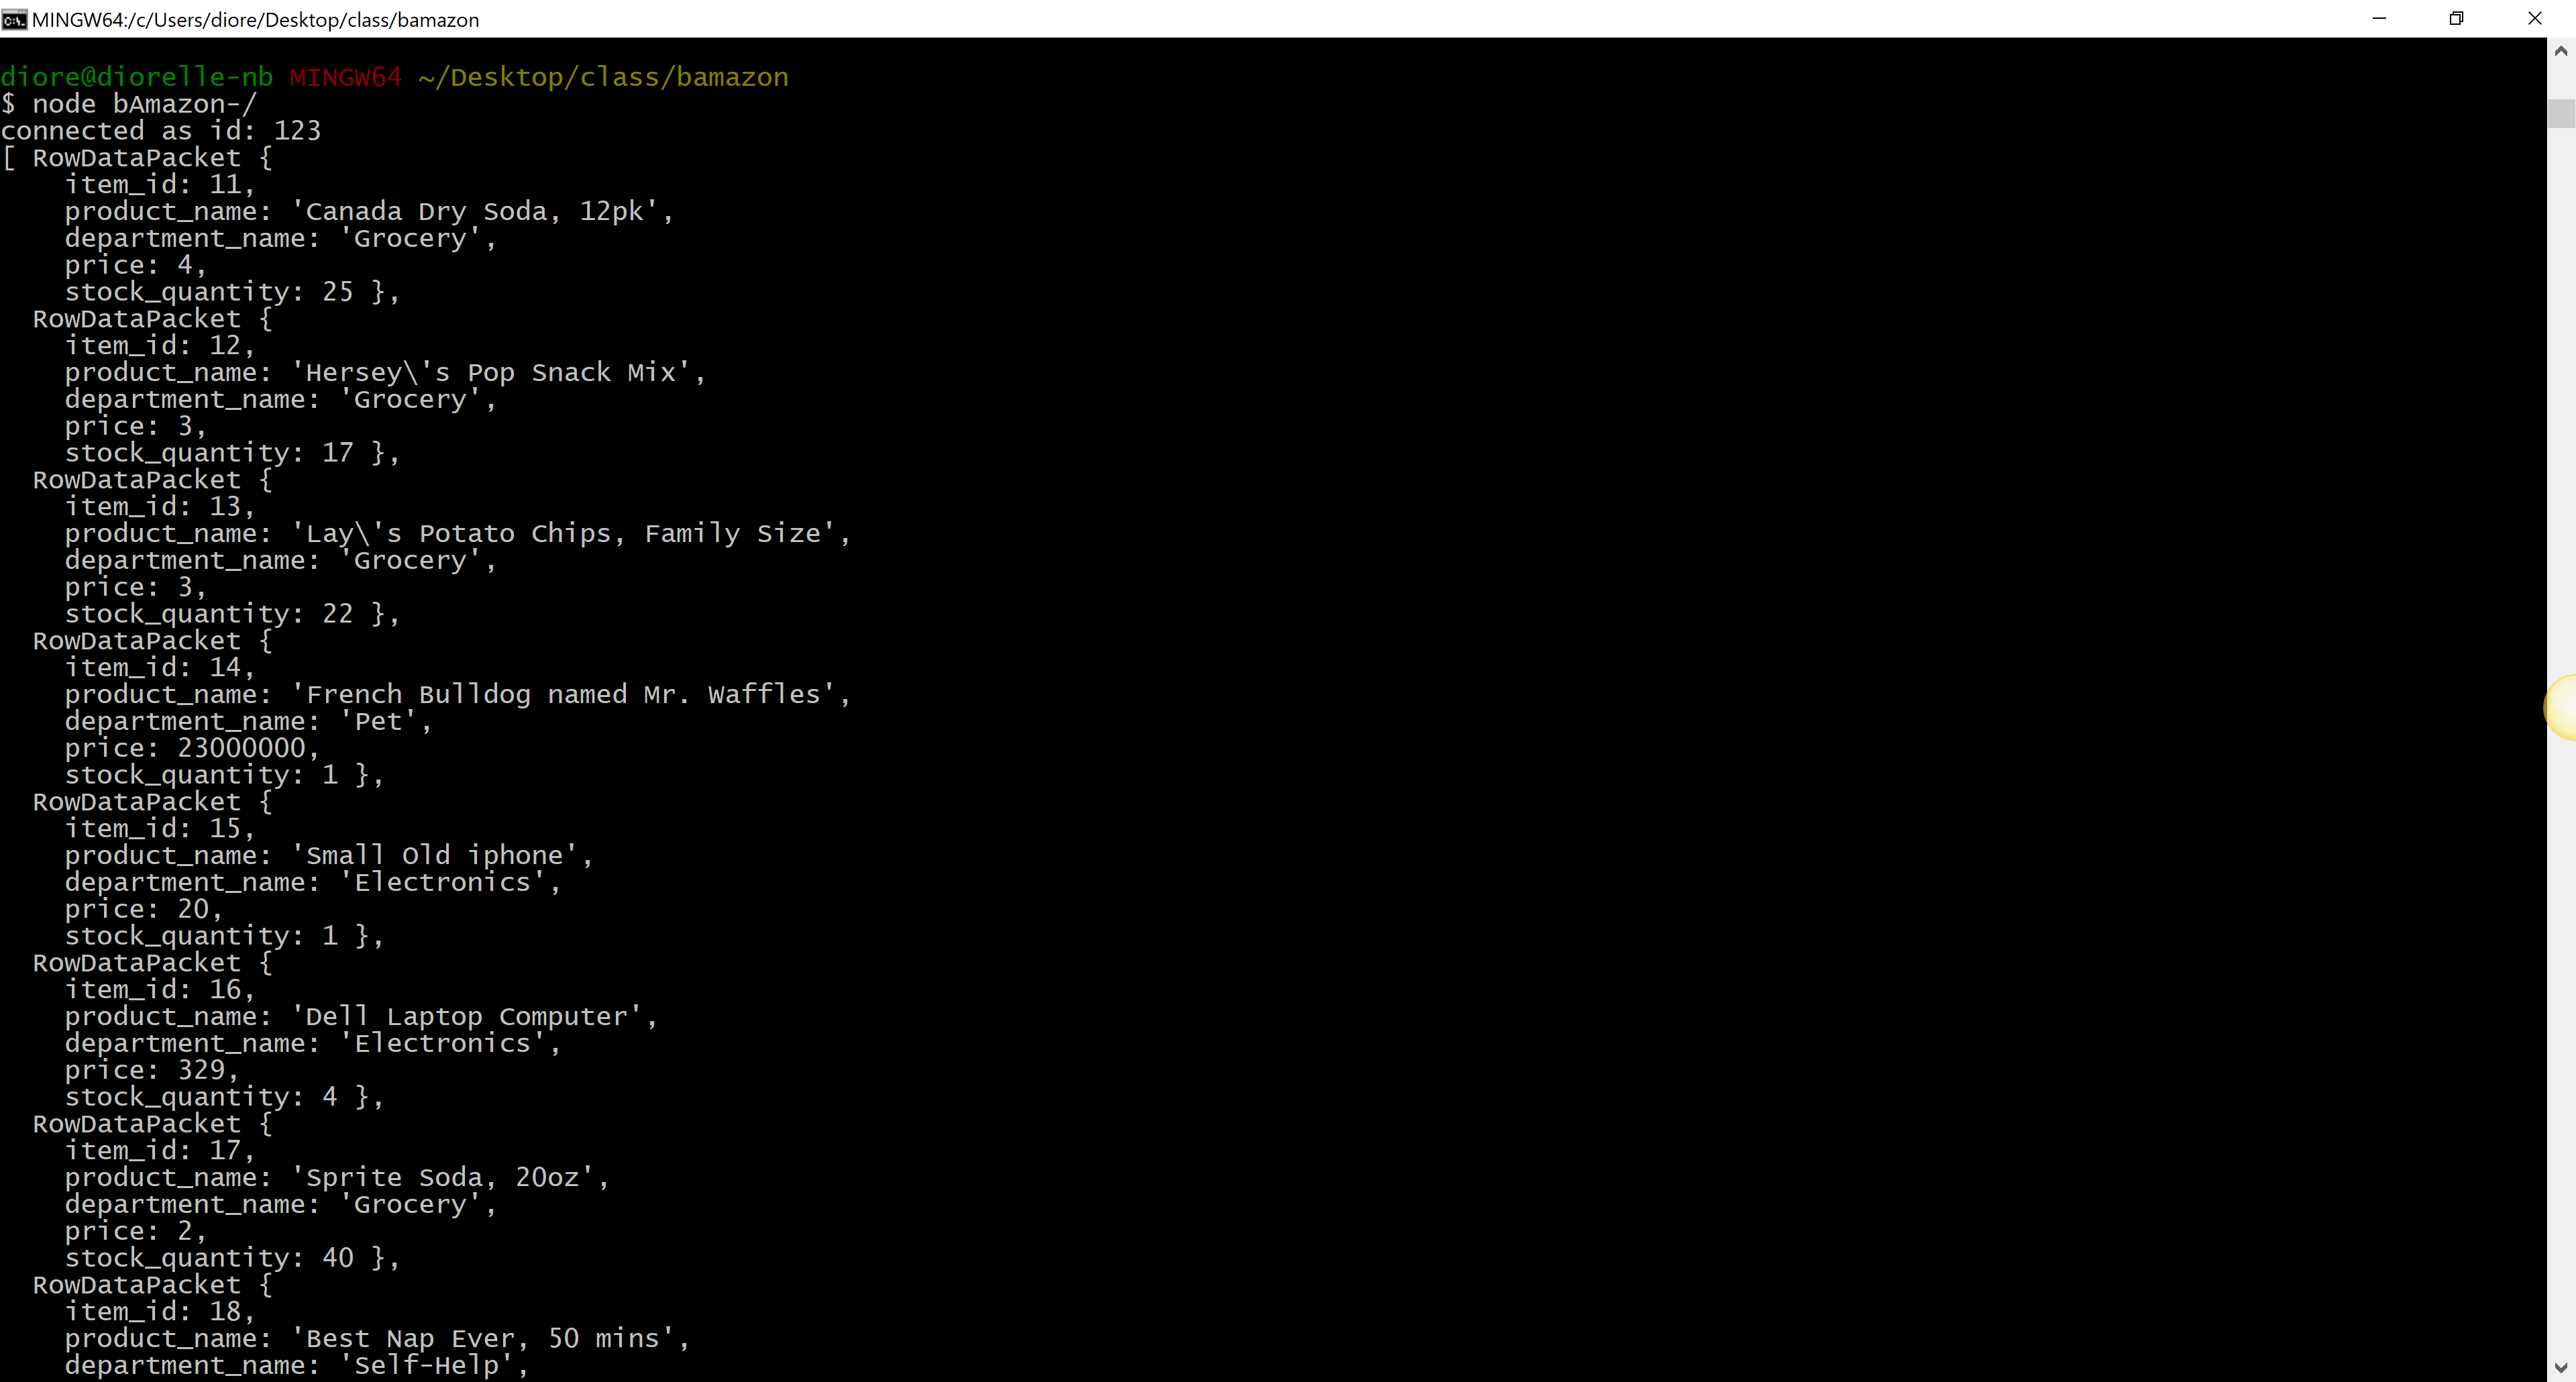 MINGW64:/c/Users/diore/Desktop/class/bamazon
diore@diorelle-nb MINGW64 ~/Desktop/class/bamazon
$ node bAmazon-/
connected as id: 123
[ RowDataPacket {
    item_id: 11,
    product_name: 'Canada Dry Soda, 12pk',
    department_name: 'Grocery',
    price: 4,
    stock_quantity: 25 },
  RowDataPacket {
    item_id: 12,
    product_name: 'Hersey\'s Pop Snack Mix',
    department_name: 'Grocery',
    price: 3,
    stock_quantity: 17 },
  RowDataPacket {
    item_id: 13,
    product_name: 'Lay\'s Potato Chips, Family Size',
    department_name: 'Grocery',
    price: 3,
    stock_quantity: 22 },
  RowDataPacket {
    item_id: 14,
    product_name: 'French Bulldog named Mr. Waffles',
    department_name: 'Pet',
    price: 23000000,
    stock_quantity: 1 },
  RowDataPacket {
    item_id: 15,
    product_name: 'Small Old iphone',
    department_name: 'Electronics',
    price: 20,
    stock_quantity: 1 },
  RowDataPacket {
    item_id: 16,
    product_name: 'Dell Laptop Computer',
    department_name: 'Electronics',
    price: 329,
    stock_quantity: 4 },
  RowDataPacket {
    item_id: 17,
    product_name: 'Sprite Soda, 20oz',
    department_name: 'Grocery',
    price: 2,
    stock_quantity: 40 },
  RowDataPacket {
    item_id: 18,
    product_name: 'Best Nap Ever, 50 mins',
    department_name: 'Self-Help',